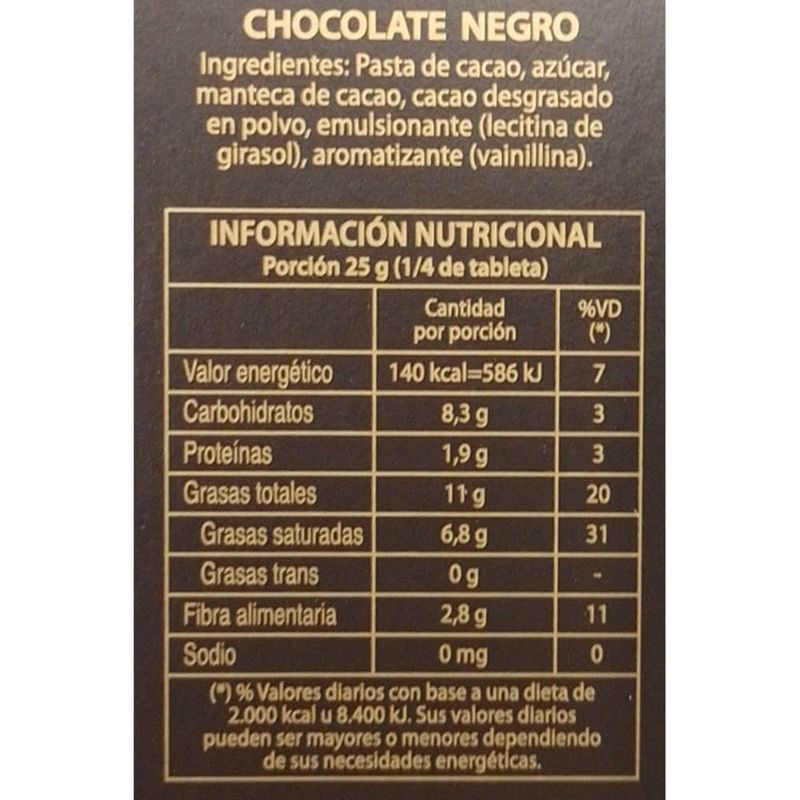 CHOCOLATE NEGRO
Ingredientes: Pasta de cacao, azúcar,
manteca de cacao, cacao desgrasado
en polvo, emulsionante (lecitina de
girasol), aromatizante (vainillina).
INFORMACIÓN NUTRICIONAL
Porción 25 g (1/4 de tableta)
Cantidad por porción %VD (*)
Valor energético 140 kcal=586 kJ 7
Carbohidratos 8,3 g 3
Proteínas 1,9 g 3
Grasas totales 11 g 20
Grasas saturadas 6,8 g 31
Grasas trans 0 g -
Fibra alimentaria 2,8 g 11
Sodio 0 mg 0
(*) % Valores diarios con base a una dieta de
2.000 kcal u 8.400 kJ. Sus valores diarios
pueden ser mayores o menores dependiendo
de sus necesidades energéticas.